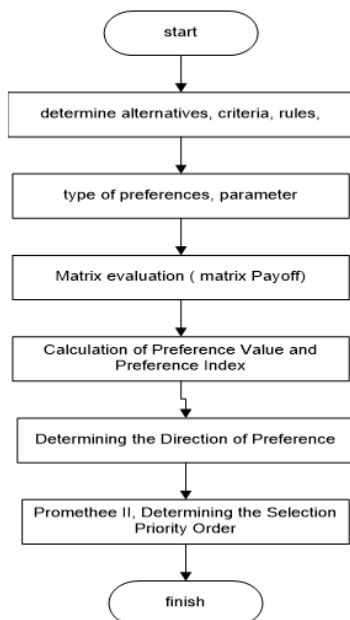 start
determine alternatives, criteria, rules,
type of preferences, parameter
Matrix evaluation ( matrix Payoff)
Calculation of Preference Value and
Preference Index
Determining the Direction of Preference
Promethee II, Determining the Selection
Priority Order
finish